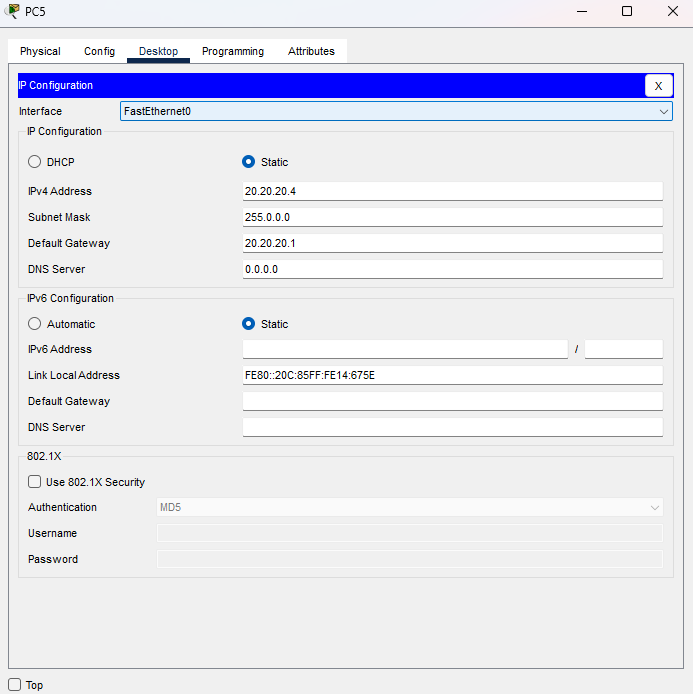 PC5
Physical Config Desktop Programming Attributes
IP Configuration X
Interface FastEthernet0
IP Configuration
DHCP Static
IPv4 Address 20.20.20.4
Subnet Mask 255.0.0.0
Default Gateway 20.20.20.1
DNS Server 0.0.0.0
IPv6 Configuration
Automatic Static
IPv6 Address /
Link Local Address FE80::20C:85FF:FE14:675E
Default Gateway
DNS Server
802.1X
Use 802.1X Security
Authentication MD5
Username
Password
Top